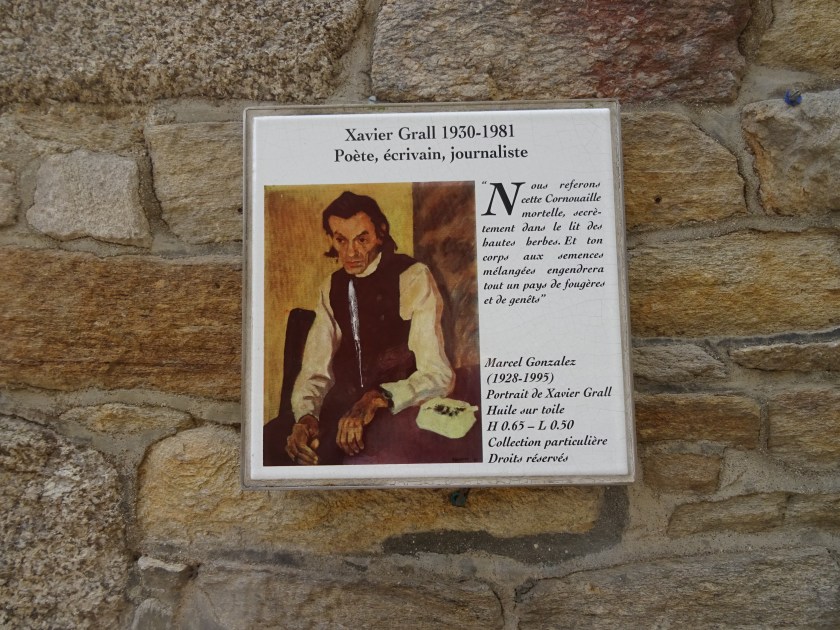 Xavier Grall 1930-1981
Poète, écrivain, journaliste
“Nous referons
cette Cornouaille
mortelle, secrè-
tement dans le lit des
hautes herbes. Et ton
corps aux semences
mélangées engendrera
tout un pays de fougères
et de genêts”
Marcel Gonzalez
(1928-1995)
Portrait de Xavier Grall
Huile sur toile
H 0.65 – L 0.50
Collection particulière
Droits réservés